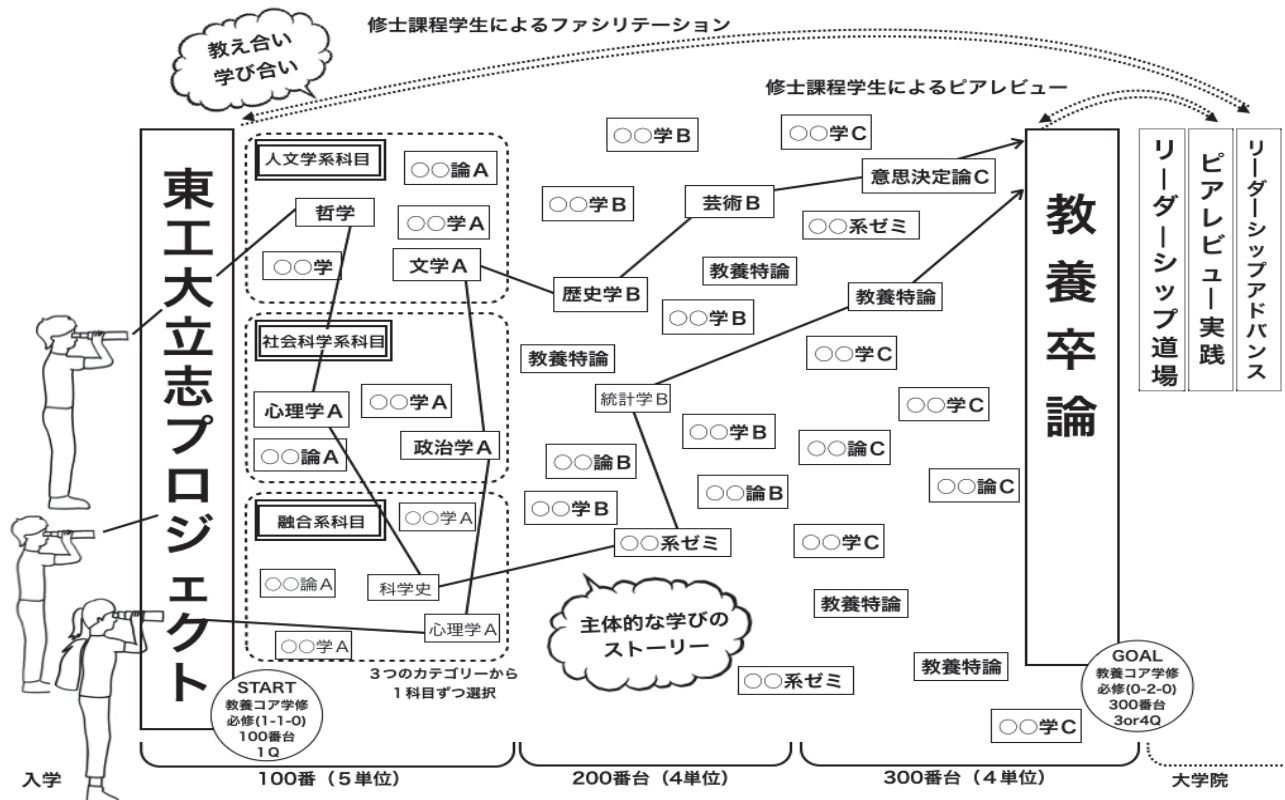 修士課程学生によるファシリテーション
教え合い
学び合い
修士課程学生によるピアレビュー
東工大立志プロジェクト
人文学系科目
○○論A
哲学
○○学A
○○学
文学A
社会科学系科目
心理学A
○○学A
○○論A
政治学A
融合系科目
○○学A
○○論A
科学史
心理学A
○○学A
3つのカテゴリーから
1科目ずつ選択
START
教養コア学修
必修(1-1-0)
100番台
1Q
○○学B
○○学B
芸術B
歴史学B
教養特論
○○学B
教養特論
統計学B
○○学B
○○論B
○○論B
○○学B
○○系ゼミ
主体的な学びの
ストーリー
○○系ゼミ
○○学C
意思決定論C
○○系ゼミ
教養特論
○○学C
○○学C
○○論C
○○論C
○○学C
教養特論
教養特論
○○学C
教養卒論
GOAL
教養コア学修
必修(0-2-0)
300番台
3or4Q
リーダーシップ道場
ピアレビュー実践
リーダーシップアドバンス
入学
100番（5単位）
200番台（4単位）
300番台（4単位）
大学院